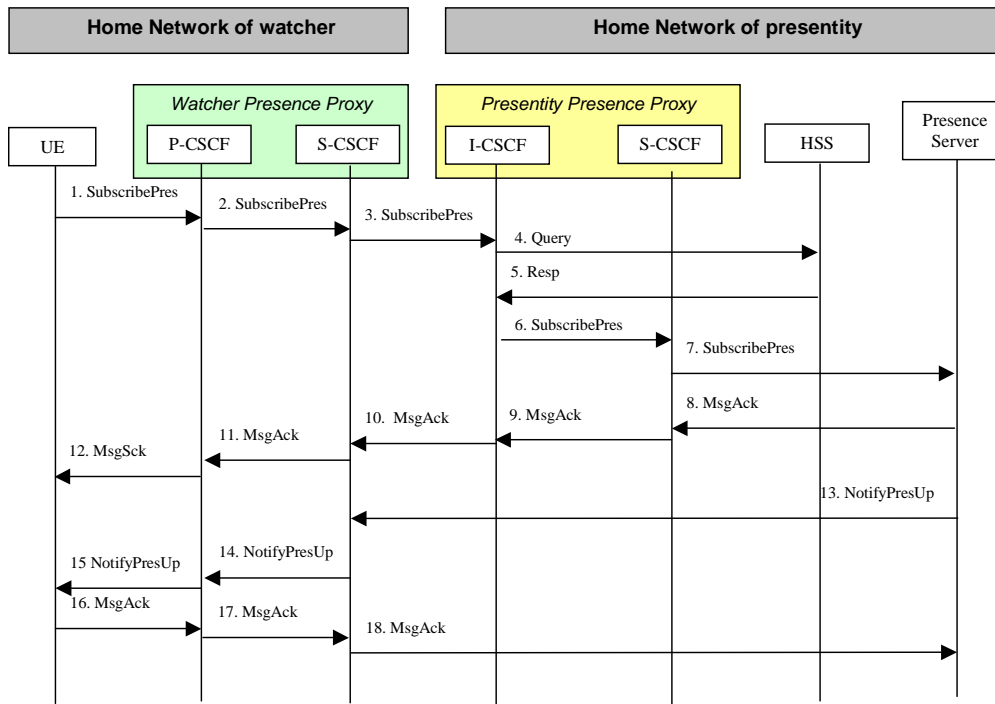 Home Network of watcher
Home Network of presentity
Watcher Presence Proxy
Presentity Presence Proxy
UE
P-CSCF
S-CSCF
I-CSCF
S-CSCF
HSS
Presence
Server
1. SubscribePres
2. SubscribePres
3. SubscribePres
4. Query
5. Resp
6. SubscribePres
7. SubscribePres
8. MsgAck
9. MsgAck
10. MsgAck
11. MsgAck
12. MsgSck
13. NotifyPresUp
14. NotifyPresUp
15 NotifyPresUp
16. MsgAck
17. MsgAck
18. MsgAck